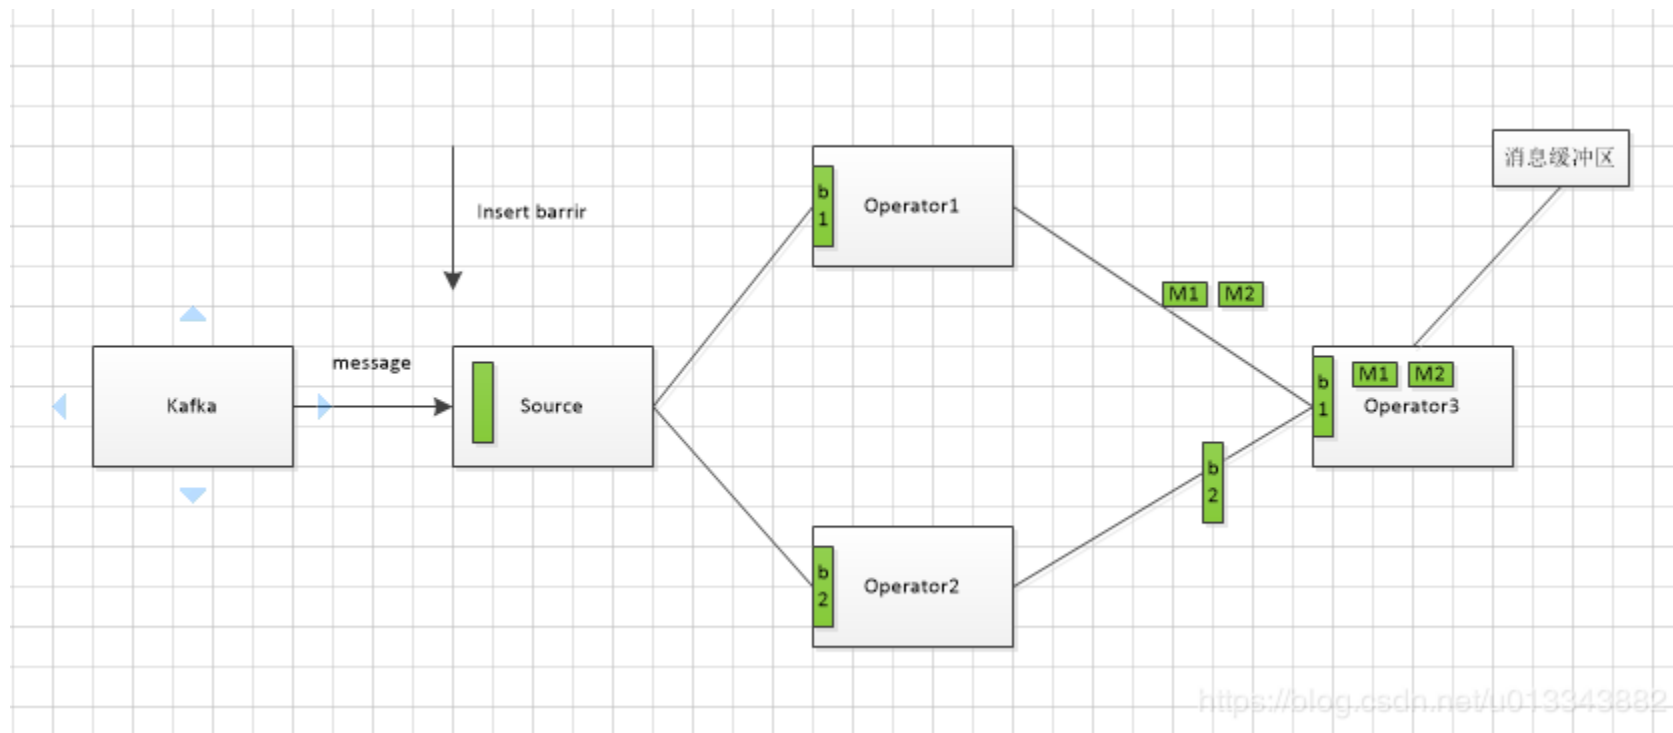 消息缓冲区
b
1
Operator1
Insert barrir
M1 M2
message
Kafka
Source
b
1
M1 M2
Operator3
b
2
b
2
Operator2
https://blog.csdn.net/u013343882